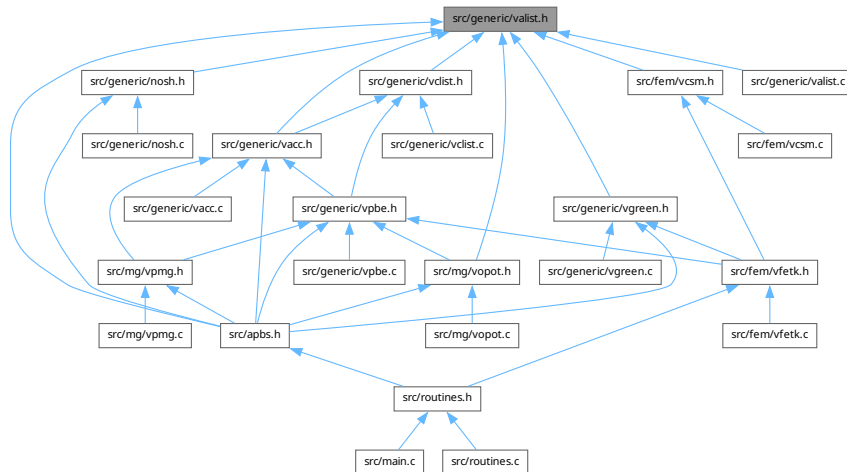 src/generic/valist.h
src/generic/nosh.h
src/generic/vclist.h
src/fem/vcsm.h
src/generic/valist.c
src/generic/nosh.c
src/generic/vacc.h
src/generic/vclist.c
src/fem/vcsm.c
src/generic/vacc.c
src/generic/vpbe.h
src/generic/vgreen.h
src/mg/vpmg.h
src/generic/vpbe.c
src/mg/vopot.h
src/generic/vgreen.c
src/fem/vfetk.h
src/mg/vpmg.c
src/apbs.h
src/mg/vopot.c
src/fem/vfetk.c
src/routines.h
src/main.c
src/routines.c